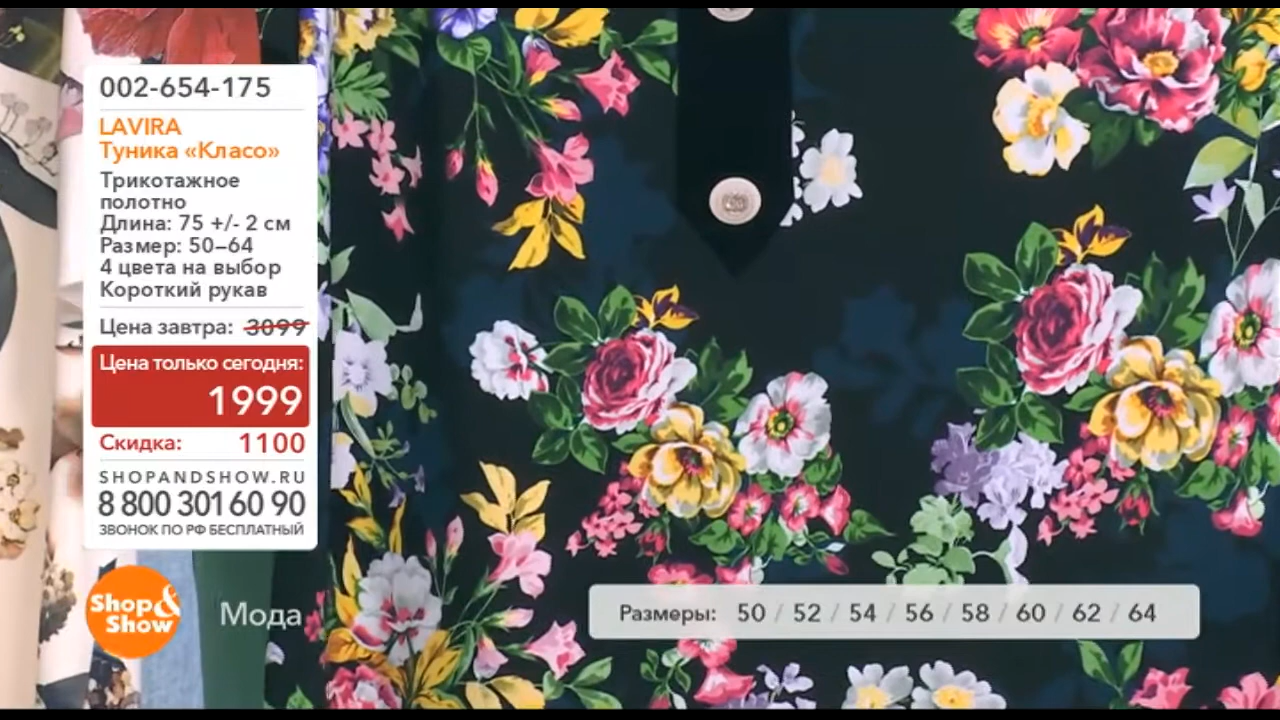 002-654-175
LAVIRA
Туника «Класо»
Трикотажное
полотно
Длина: 75 +/- 2 см
Размер: 50–64
4 цвета на выбор
Короткий рукав
Цена завтра: 3099
Цена только сегодня:
1999
Скидка: 1100
SHOPANDSHOW.RU
8 800 301 60 90
ЗВОНОК ПО РФ БЕСПЛАТНЫЙ
Shop&
Show
Мода
Размеры: 50 / 52 / 54 / 56 / 58 / 60 / 62 / 64